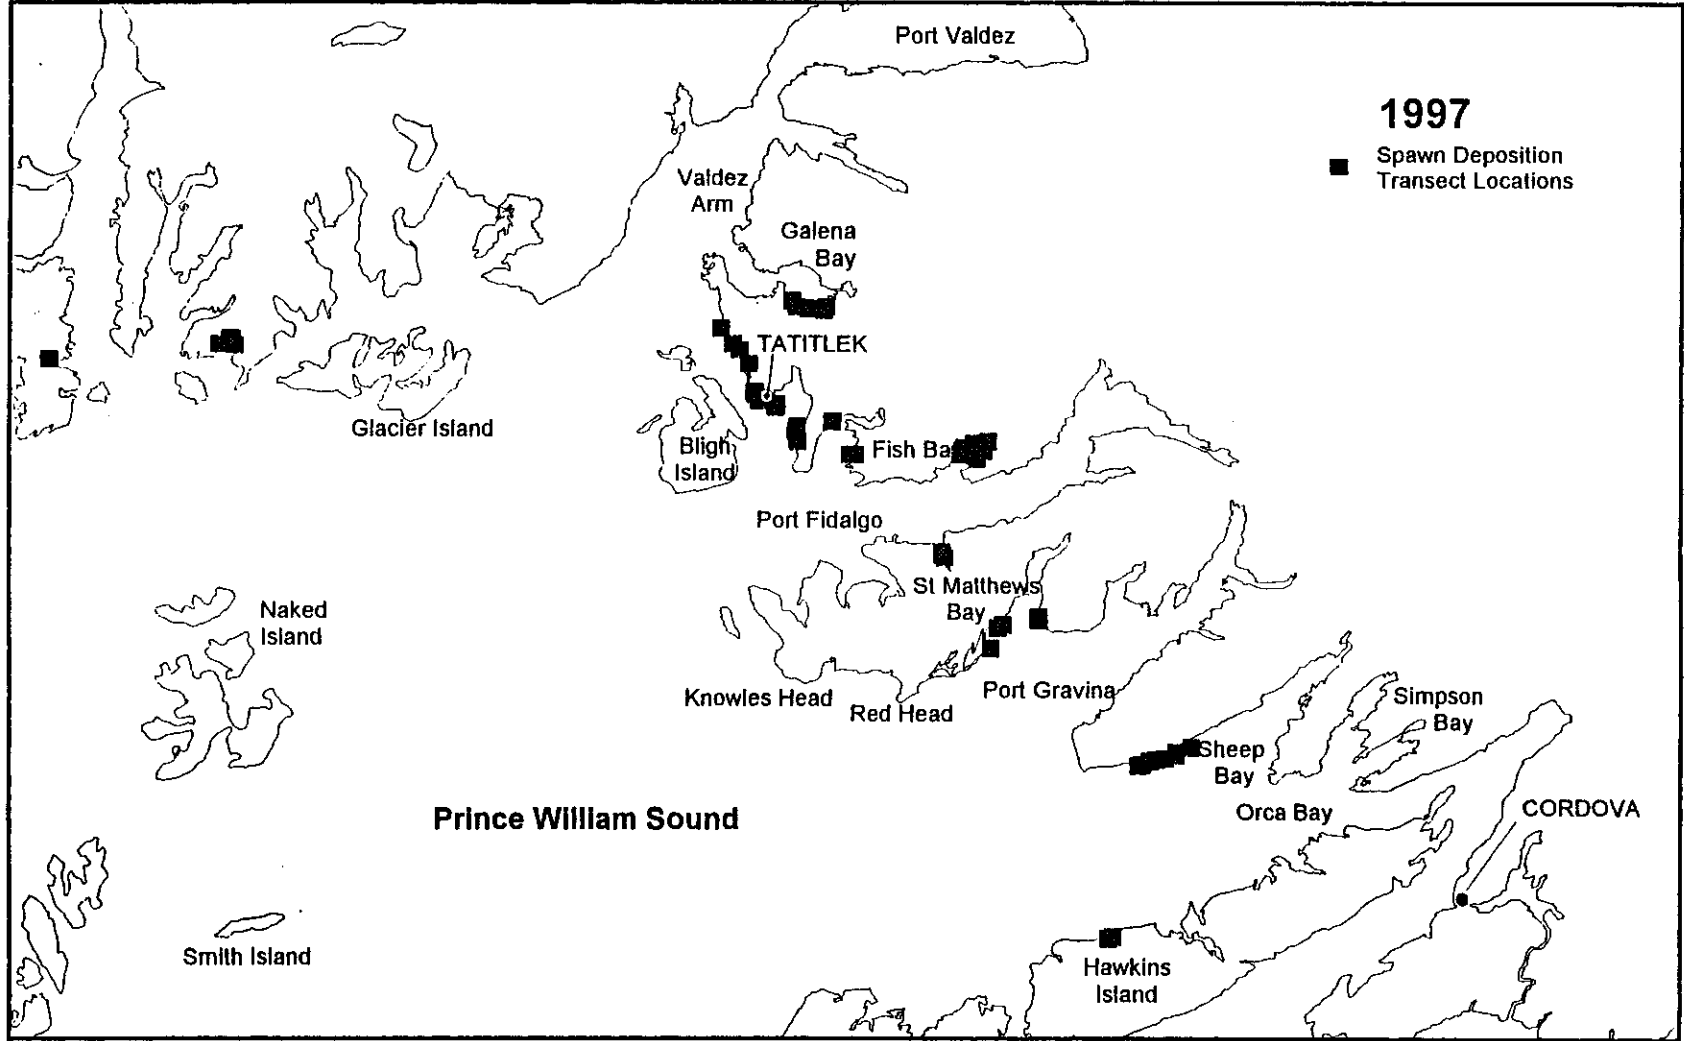 Port Valdez
1997
Spawn Deposition
Transect Locations
Valdez
Arm
Galena
Bay
TATITLEK
Glacier Island
Bligh
Island
Fish Ba
Port Fidalgo
St Matthews
Bay
Naked
Island
Knowles Head
Red Head
Port Gravina
Simpson
Bay
Sheep
Bay
Orca Bay
CORDOVA
Prince William Sound
Smith Island
Hawkins
Island